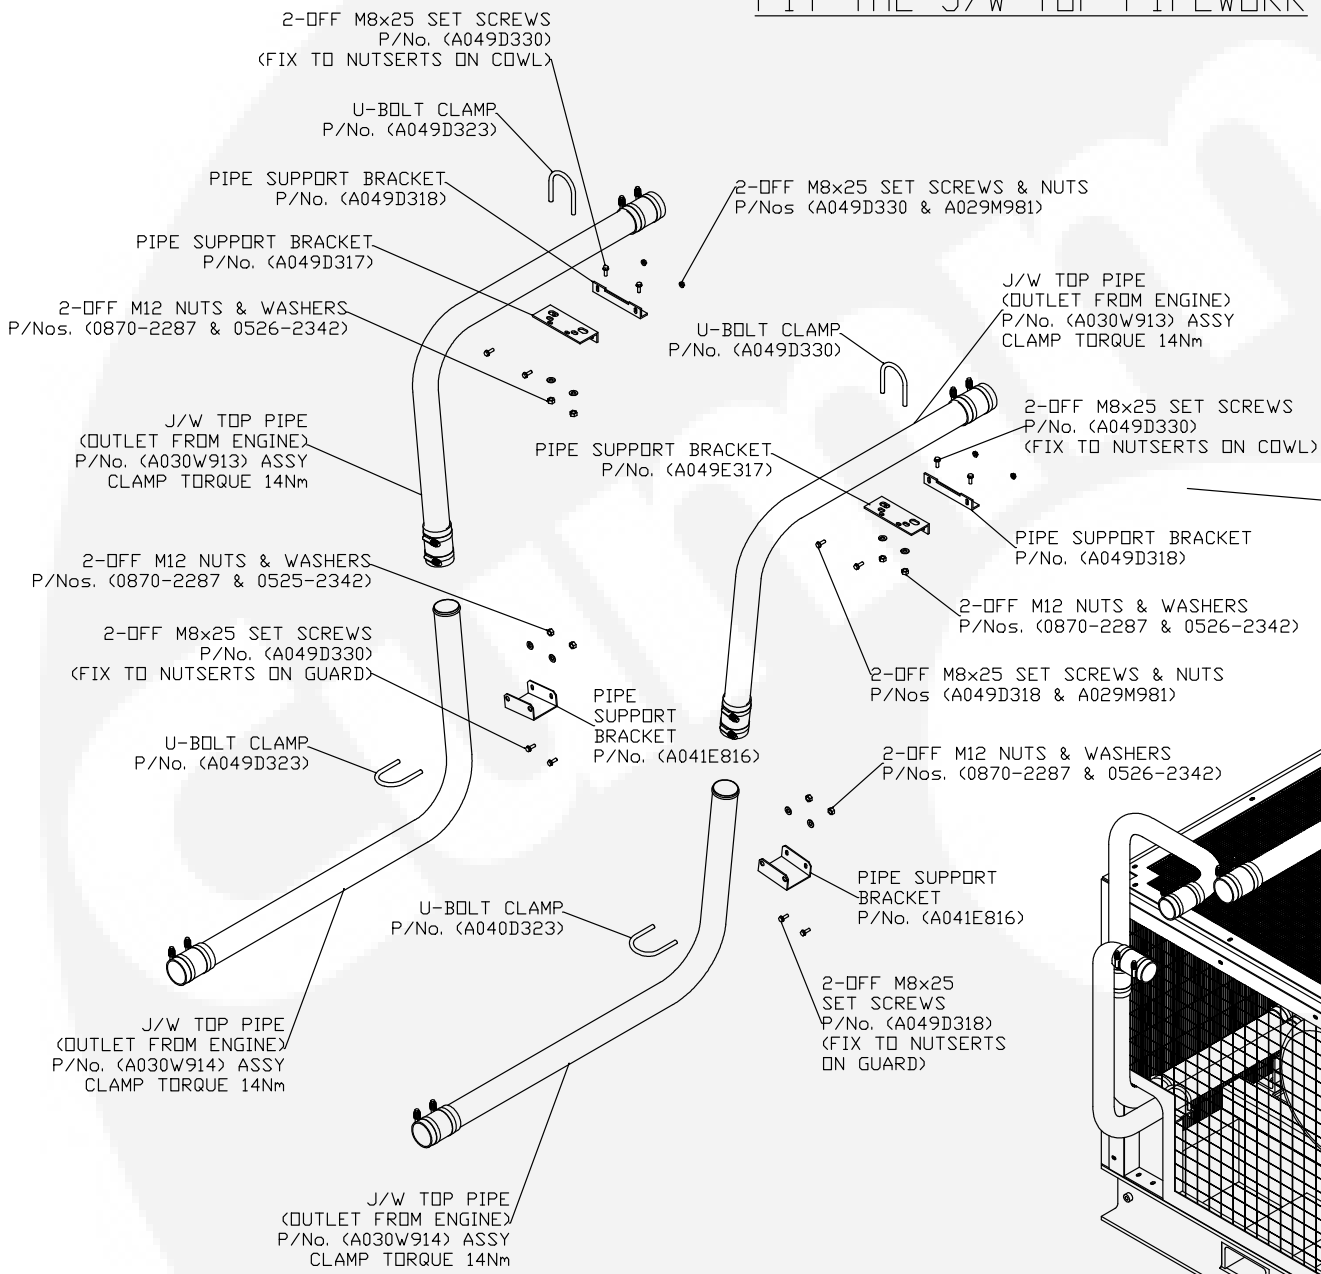 FIT THE J/W TOP PIPEWORK
2-OFF M8x25 SET SCREWS
P/No. (A049D330)
(FIX TO NUTSERTS ON COWL)
U-BOLT CLAMP
P/No. (A049D323)
PIPE SUPPORT BRACKET
P/No. (A049D318)
2-OFF M8x25 SET SCREWS & NUTS
P/Nos (A049D330 & A029M981)
PIPE SUPPORT BRACKET
P/No. (A049D317)
J/W TOP PIPE
(OUTLET FROM ENGINE)
P/No. (A030W913) ASSY
CLAMP TORQUE 14Nm
2-OFF M12 NUTS & WASHERS
P/Nos. (0870-2287 & 0526-2342)
U-BOLT CLAMP
P/No. (A049D330)
J/W TOP PIPE
(OUTLET FROM ENGINE)
P/No. (A030W913) ASSY
CLAMP TORQUE 14Nm
2-OFF M8x25 SET SCREWS
P/No. (A049D330)
(FIX TO NUTSERTS ON COWL)
PIPE SUPPORT BRACKET
P/No. (A049E317)
PIPE SUPPORT BRACKET
P/No. (A049D318)
2-OFF M12 NUTS & WASHERS
P/Nos. (0870-2287 & 0525-2342)
2-OFF M12 NUTS & WASHERS
P/Nos. (0870-2287 & 0526-2342)
2-OFF M8x25 SET SCREWS
P/No. (A049D330)
(FIX TO NUTSERTS ON GUARD)
2-OFF M8x25 SET SCREWS & NUTS
P/Nos (A049D318 & A029M981)
PIPE
SUPPORT
BRACKET
P/No. (A041E816)
U-BOLT CLAMP
P/No. (A049D323)
2-OFF M12 NUTS & WASHERS
P/Nos. (0870-2287 & 0526-2342)
PIPE SUPPORT
BRACKET
P/No. (A041E816)
U-BOLT CLAMP
P/No. (A040D323)
2-OFF M8x25
SET SCREWS
P/No. (A049D318)
(FIX TO NUTSERTS
ON GUARD)
J/W TOP PIPE
(OUTLET FROM ENGINE)
P/No. (A030W914) ASSY
CLAMP TORQUE 14Nm
J/W TOP PIPE
(OUTLET FROM ENGINE)
P/No. (A030W914) ASSY
CLAMP TORQUE 14Nm